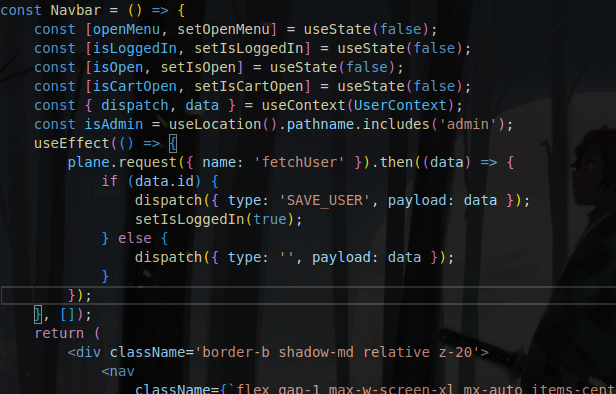 const Navbar = () => {
    const [openMenu, setOpenMenu] = useState(false);
    const [isLoggedIn, setIsLoggedIn] = useState(false);
    const [isOpen, setIsOpen] = useState(false);
    const [isCartOpen, setIsCartOpen] = useState(false);
    const { dispatch, data } = useContext(UserContext);
    const isAdmin = useLocation().pathname.includes('admin');
    useEffect(() => {
        plane.request({ name: 'fetchUser' }).then((data) => {
            if (data.id) {
                dispatch({ type: 'SAVE_USER', payload: data });
                setIsLoggedIn(true);
            } else {
                dispatch({ type: '', payload: data });
            }
        });
    }, []);
    return (
        <div className='border-b shadow-md relative z-20'>
            <nav
                className={`flex gap-1 max-w-screen-xl mx-auto items-cent